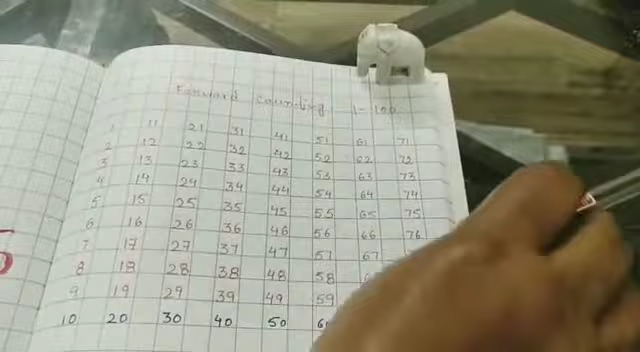 Forward counting 1-100
1 11 21 31 41 51 61 71
2 12 22 32 42 52 62 72
3 13 23 33 43 53 63 73
4 14 24 34 44 54 64 74
5 15 25 35 45 55 65 75
6 16 26 36 46 56 66 76
7 17 27 37 47 57 67
8 18 28 38 48 58
9 19 29 39 49 59
10 20 30 40 50